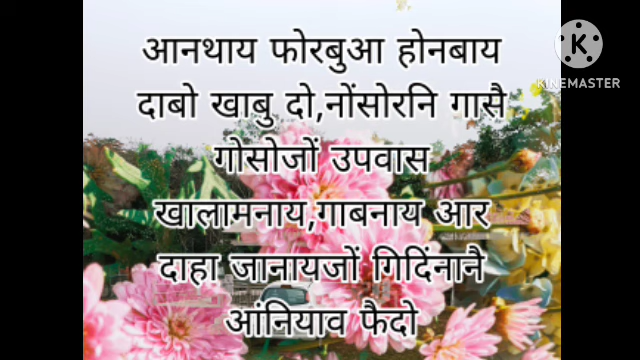 आनथाय फोरबुआ होनबाय
दाबो खाबु दो,नोंसोरनि गासै
गोसोजों उपवास
खालामनाय,गाबनाय आर
दाहा जानायजों गिदिंनानै
आंनियाव फैदो
K
KINEMASTER